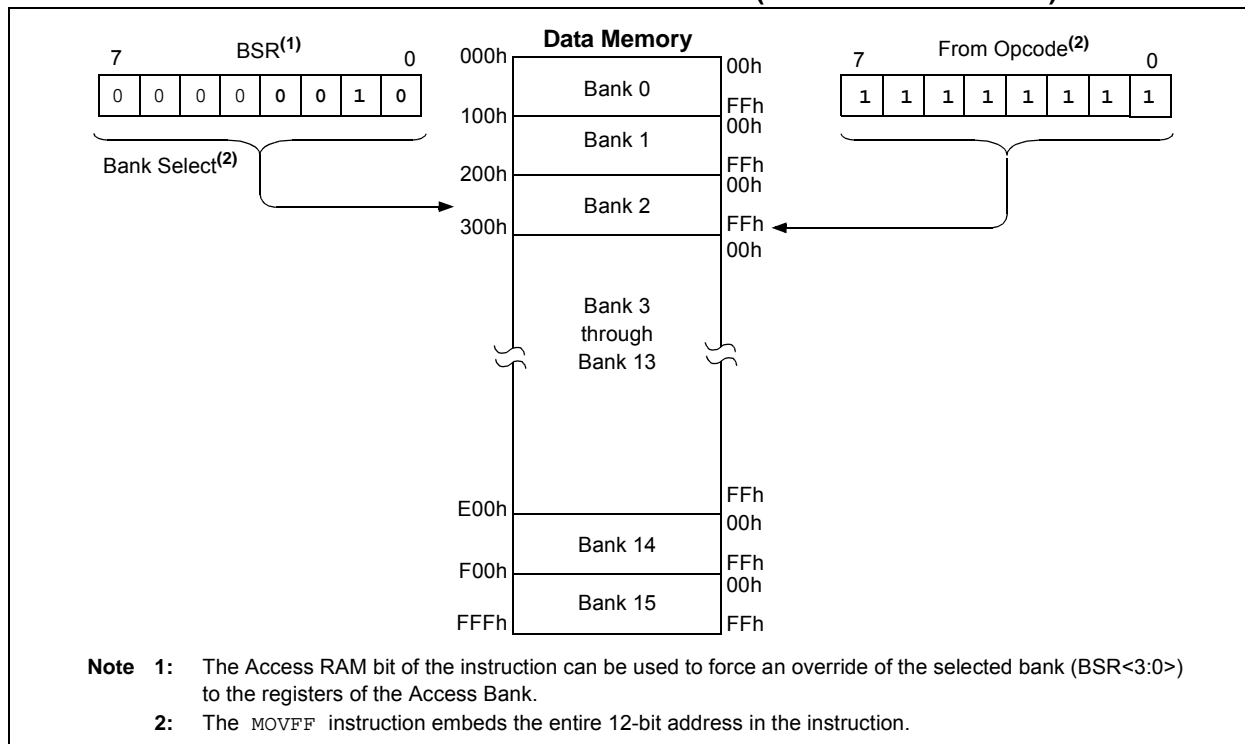 7 BSR(1) 0
0 0 0 0 0 0 1 0
Bank Select(2)
Data Memory
000h
Bank 0
00h
FFh
100h
Bank 1
00h
FFh
200h
Bank 2
00h
FFh
300h
00h
Bank 3
through
Bank 13
FFh
E00h
Bank 14
00h
FFh
F00h
Bank 15
00h
FFFh
FFh
7 From Opcode(2) 0
1 1 1 1 1 1 1 1
Note 1: The Access RAM bit of the instruction can be used to force an override of the selected bank (BSR<3:0>)
to the registers of the Access Bank.
2: The MOVFF instruction embeds the entire 12-bit address in the instruction.